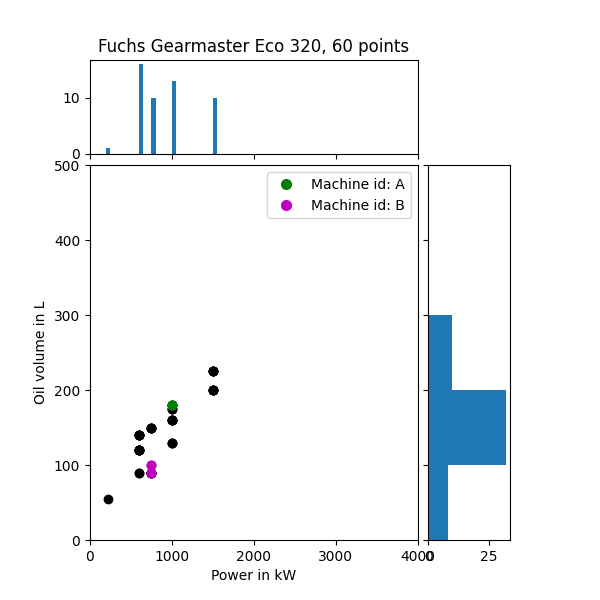 Fuchs Gearmaster Eco 320, 60 points
10
0
500
400
300
200
100
0
Oil volume in L
Machine id: A
Machine id: B
0 1000 2000 3000 4000
Power in kW
0 25